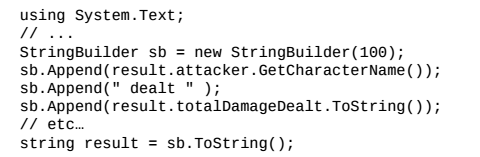 using System.Text;
// ...
StringBuilder sb = new StringBuilder(100);
sb.Append(result.attacker.GetCharacterName());
sb.Append(" dealt " );
sb.Append(result.totalDamageDealt.ToString());
// etc…
string result = sb.ToString();